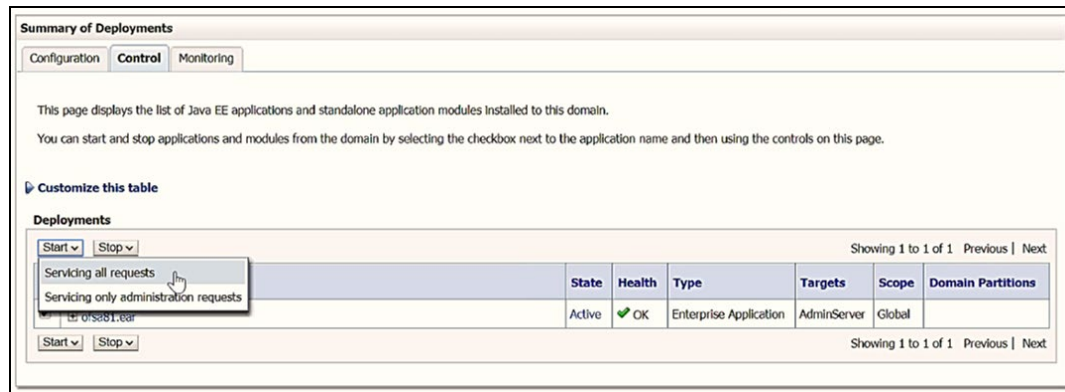 Summary of Deployments
Configuration Control Monitoring
This page displays the list of Java EE applications and standalone application modules installed to this domain.
You can start and stop applications and modules from the domain by selecting the checkbox next to the application name and then using the controls on this page.
Customize this table
Deployments
Start Stop Showing 1 to 1 of 1 Previous | Next
Servicing all requests
Servicing only administration requests
State Health Type Targets Scope Domain Partitions
ofsa81.ear Active OK Enterprise Application AdminServer Global
Start Stop Showing 1 to 1 of 1 Previous | Next